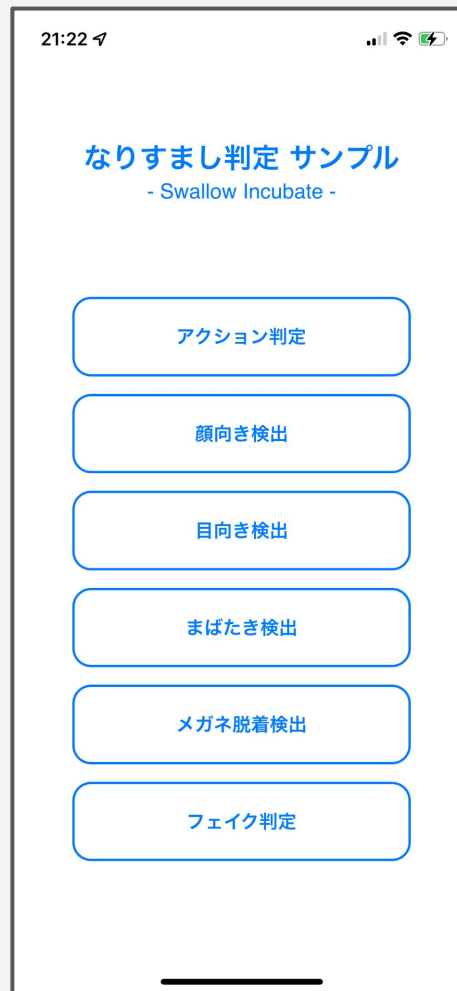 21:22
なりすまし判定 サンプル
- Swallow Incubate -
アクション判定
顔向き検出
目向き検出
まばたき検出
メガネ脱着検出
フェイク判定